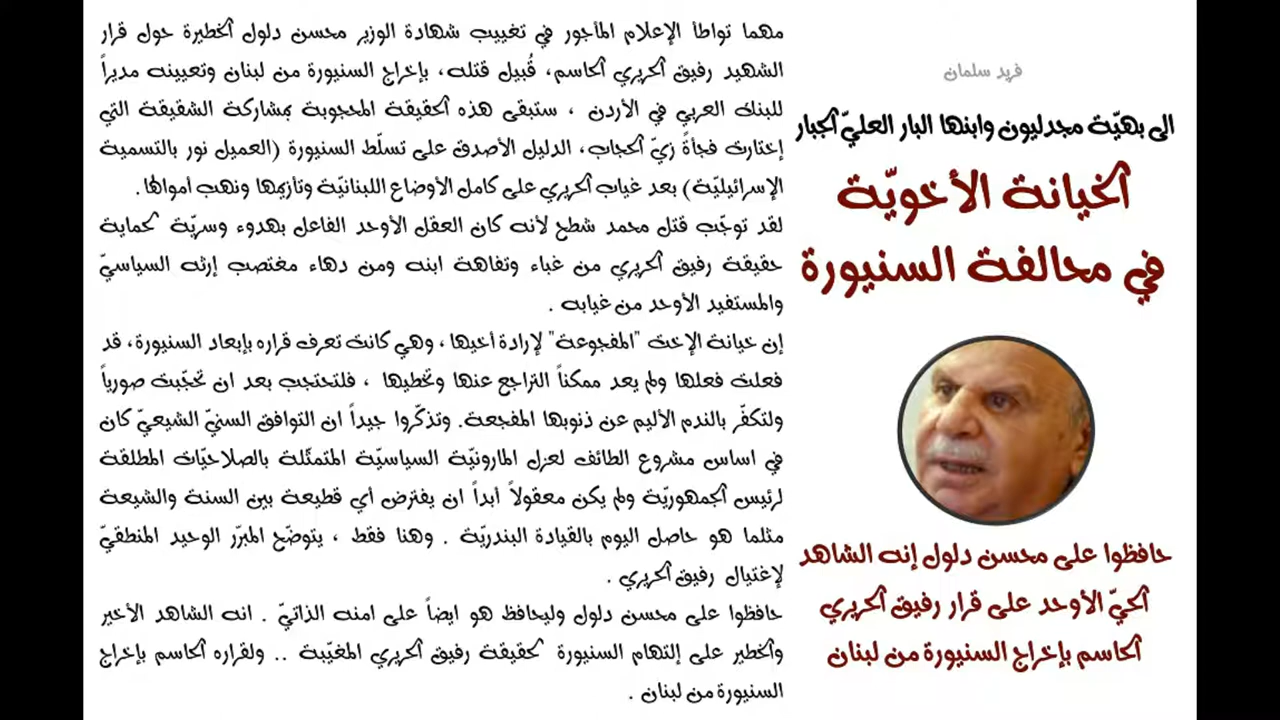 فريد سلمان
الى بهيّة مجدليون وابنها البار العليّ الجبار
الخيانة الأخويّة
في محالفة السنيورة
حافظوا على محسن دلول إنه الشاهد
الحيّ الأوحد على قرار رفيق الحريري
الحاسم بإخراج السنيورة من لبنان
مهما تواطأ الإعلام المأجور في تغييب شهادة الوزير محسن دلول الخطيرة حول قرار
الشهيد رفيق الحريري الحاسم، قُبيل قتله، بإخراج السنيورة من لبنان وتعيينه مديراً
للبنك العربي في الأردن ، ستبقى هذه الحقيقة المحجوبة بمشاركة الشقيقة التي
إختارت فجأةً زيّ الحجاب، الدليل الأصدق على تسلّط السنيورة (العميل نور بالتسمية
الإسرائيليّة) بعد غياب الحريري على كامل الأوضاع اللبنانيّة وتأزيمها ونهب أموالها .
لقد توجّب قتل محمد شطح لأنه كان العقل الأوحد الفاعل بهدوء وسريّة لحماية
حقيقة رفيق الحريري من غباء وتفاهة ابنه ومن دهاء مغتصب إرثه السياسيّ
والمستفيد الأوحد من غيابه .
إن خيانة الإخت "المفجوعة" لإرادة أخيها ، وهي كانت تعرف قراره بإبعاد السنيورة، قد
فعلت فعلها ولم يعد ممكناً التراجع عنها وتخطيها ، فلتحتجب بعد ان تحجّبت صورياً
ولتكفّر بالندم الأليم عن ذنوبها المفجعة. وتذكّروا جيداً ان التوافق السنيّ الشيعيّ كان
في اساس مشروع الطائف لعزل المارونيّة السياسيّة المتمثّلة بالصلاحيّات المطلقة
لرئيس الجمهوريّة ولم يكن معقولاً أبداً ان يفترض أي قطيعة بين السنة والشيعة
مثلما هو حاصل اليوم بالقيادة البندريّة . وهنا فقط ، يتوضّح المبرّر الوحيد المنطقيّ
لإغتيال رفيق الحريري .
حافظوا على محسن دلول وليحافظ هو ايضاً على امنه الذاتيّ . انه الشاهد الأخير
والخطير على إلتهام السنيورة لحقيقة رفيق الحريري المغيّبة .. ولقراره الحاسم بإخراج
السنيورة من لبنان .